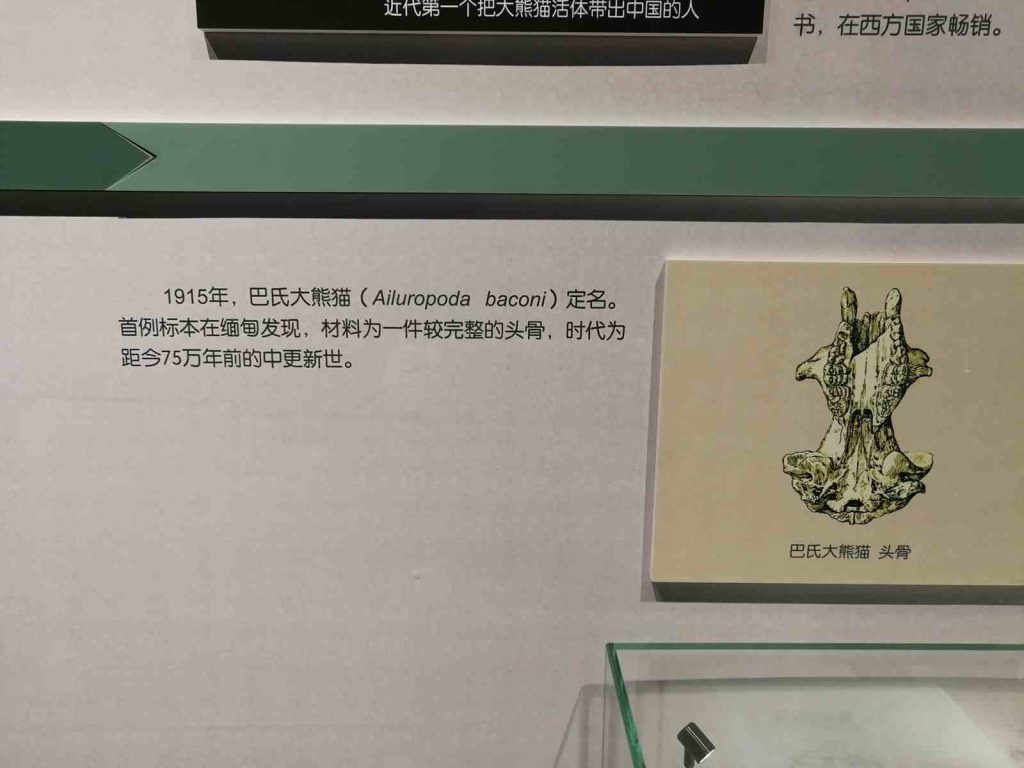 近代第一个把大熊猫活体带出中国的人
书，在西方国家畅销。
1915年，巴氏大熊猫（Ailuropoda baconi）定名。
首例标本在缅甸发现，材料为一件较完整的头骨，时代为
距今75万年前的中更新世。
巴氏大熊猫 头骨